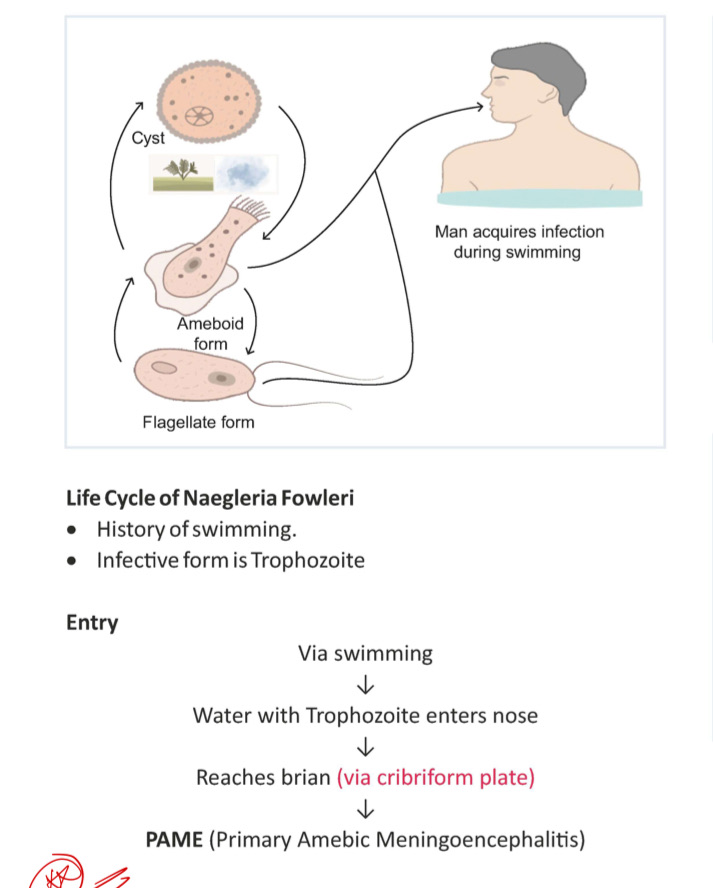 Cyst
Ameboid
form
Flagellate form
Man acquires infection
during swimming
Life Cycle of Naegleria Fowleri
• History of swimming.
• Infective form is Trophozoite
Entry
Via swimming
↓
Water with Trophozoite enters nose
↓
Reaches brian (via cribriform plate)
↓
PAME (Primary Amebic Meningoencephalitis)